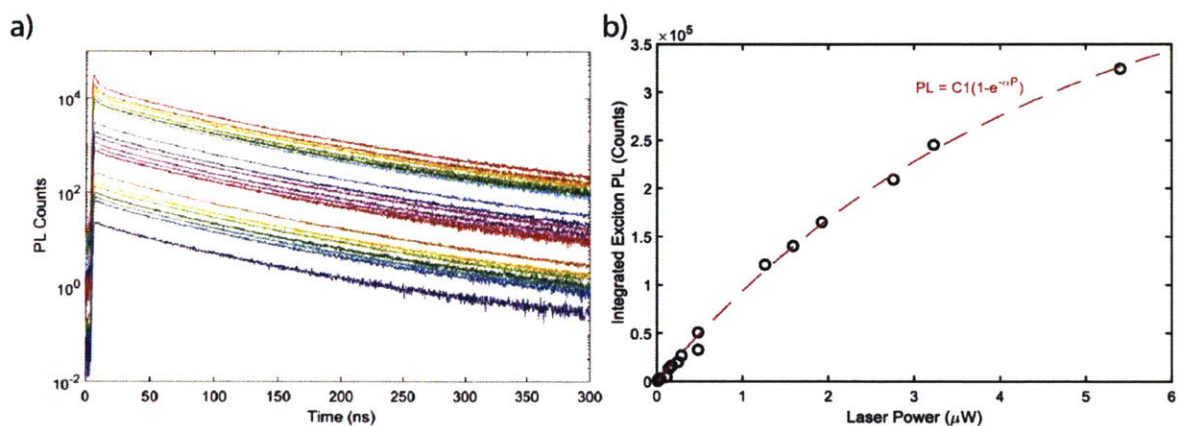 a)
PL Counts
10^4
10^2
10^0
10^-2
0 50 100 150 200 250 300
Time (ns)
b)
×10^5
Integrated Exciton PL (Counts)
3.5
3
2.5
2
1.5
1
0.5
0
PL = C1(1-e^-αP)
0 1 2 3 4 5 6
Laser Power (μW)